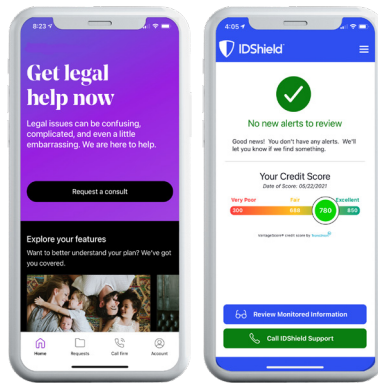 8:23
Get legal
help now
Legal issues can be confusing,
complicated, and even a little
embarrassing. We are here to help.
Request a consult
Explore your features
Want to better understand your plan? We've got
you covered.
Home Requests Call Firm Account
4:05
IDShield
No new alerts to review
Good news! You don't have any alerts. We'll
let you know if we find something.
Your Credit Score
Date of Score: 05/22/2021
Very Poor Fair Excellent
300 780 850
VantageScore® credit score by
Review Monitored Information
Call IDShield Support